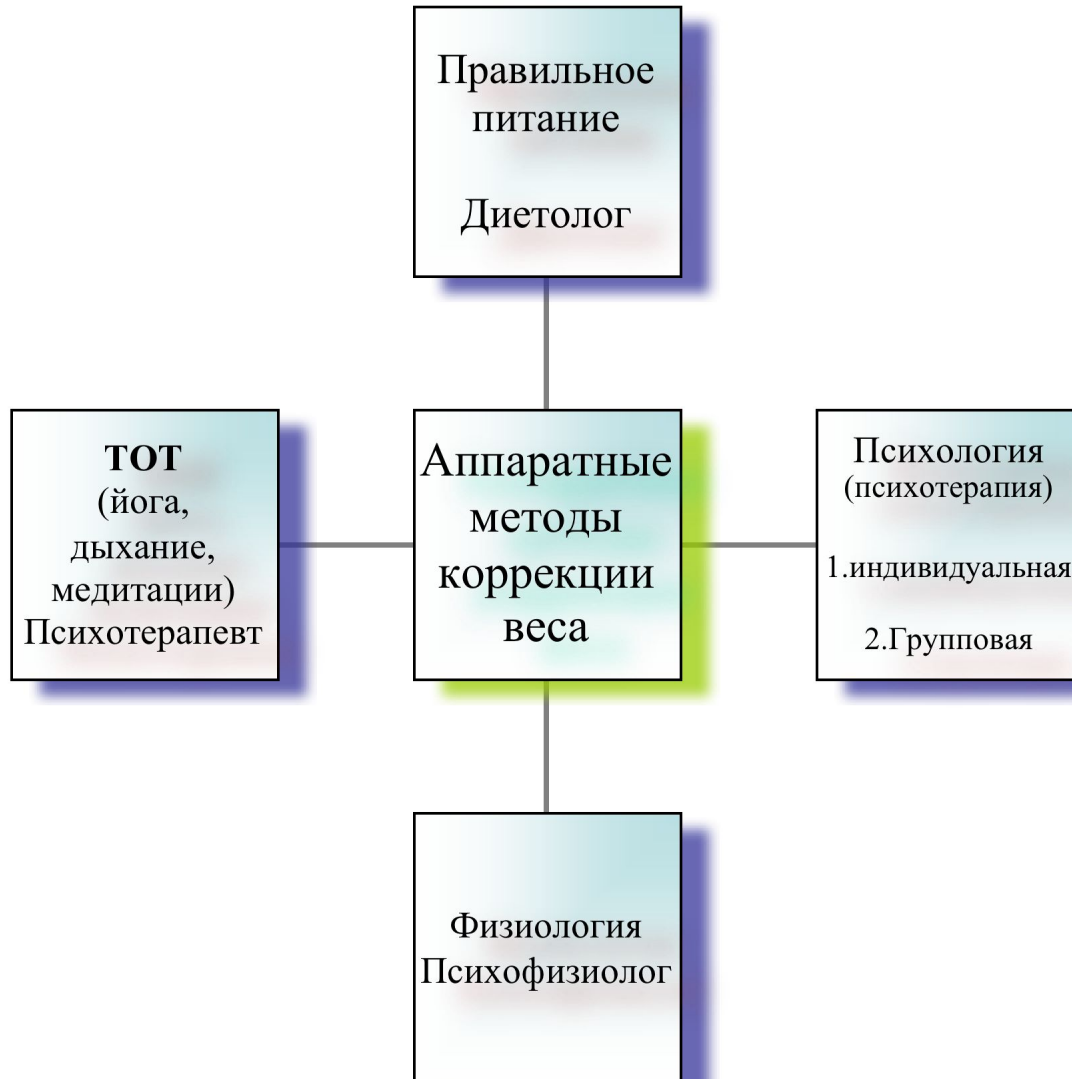 Правильное
питание
Диетолог
ТОТ
(йога,
дыхание,
медитации)
Психотерапевт
Аппаратные
методы
коррекции
веса
Психология
(психотерапия)
1.индивидуальная
2.Групповая
Физиология
Психофизиолог